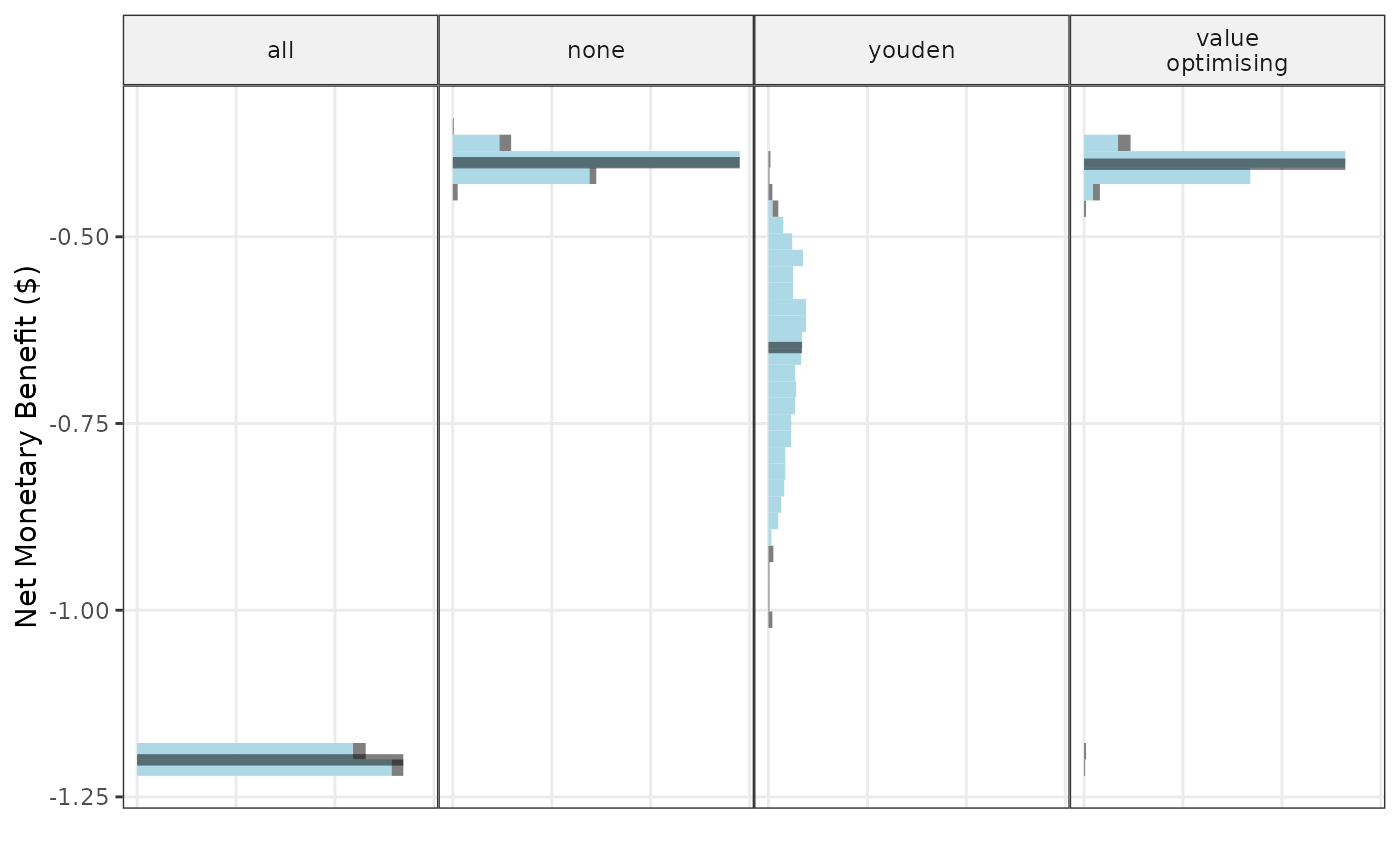 all
none
youden
value
optimising
Net Monetary Benefit ($)
-0.50
-0.75
-1.00
-1.25